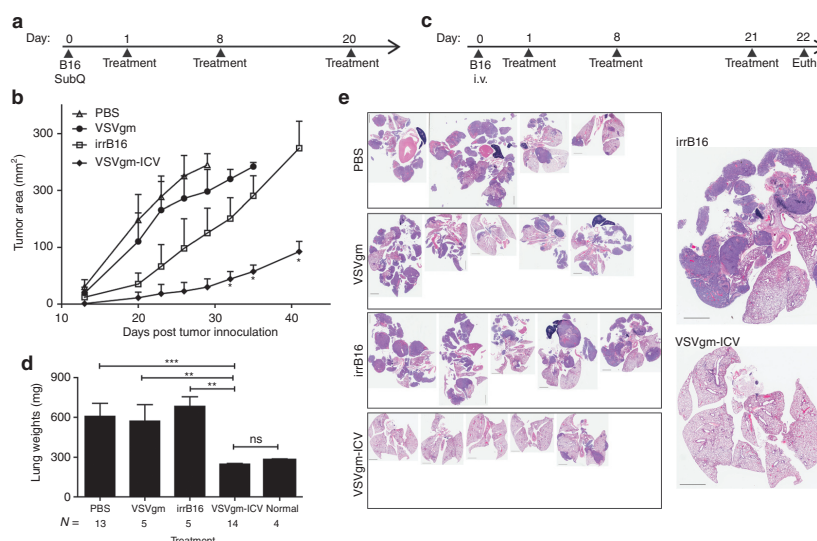 a
Day: 0 1 8 20
B16 Treatment Treatment Treatment
SubQ
c
Day: 0 1 8 21 22
B16 Treatment Treatment Treatment Euth
i.v.
b
PBS
VSVgm
irrB16
VSVgm-ICV
Tumor area (mm²)
300
300
100
0
10 20 30 40
* * *
Days post tumor innoculation
d
***
**
**
ns
Lung weights (mg)
900
600
300
0
PBS VSVgm irrB16 VSVgm-ICV Normal
N = 13 5 5 14 4
Treatment
e
PBS
VSVgm
irrB16
VSVgm-ICV
irrB16
VSVgm-ICV